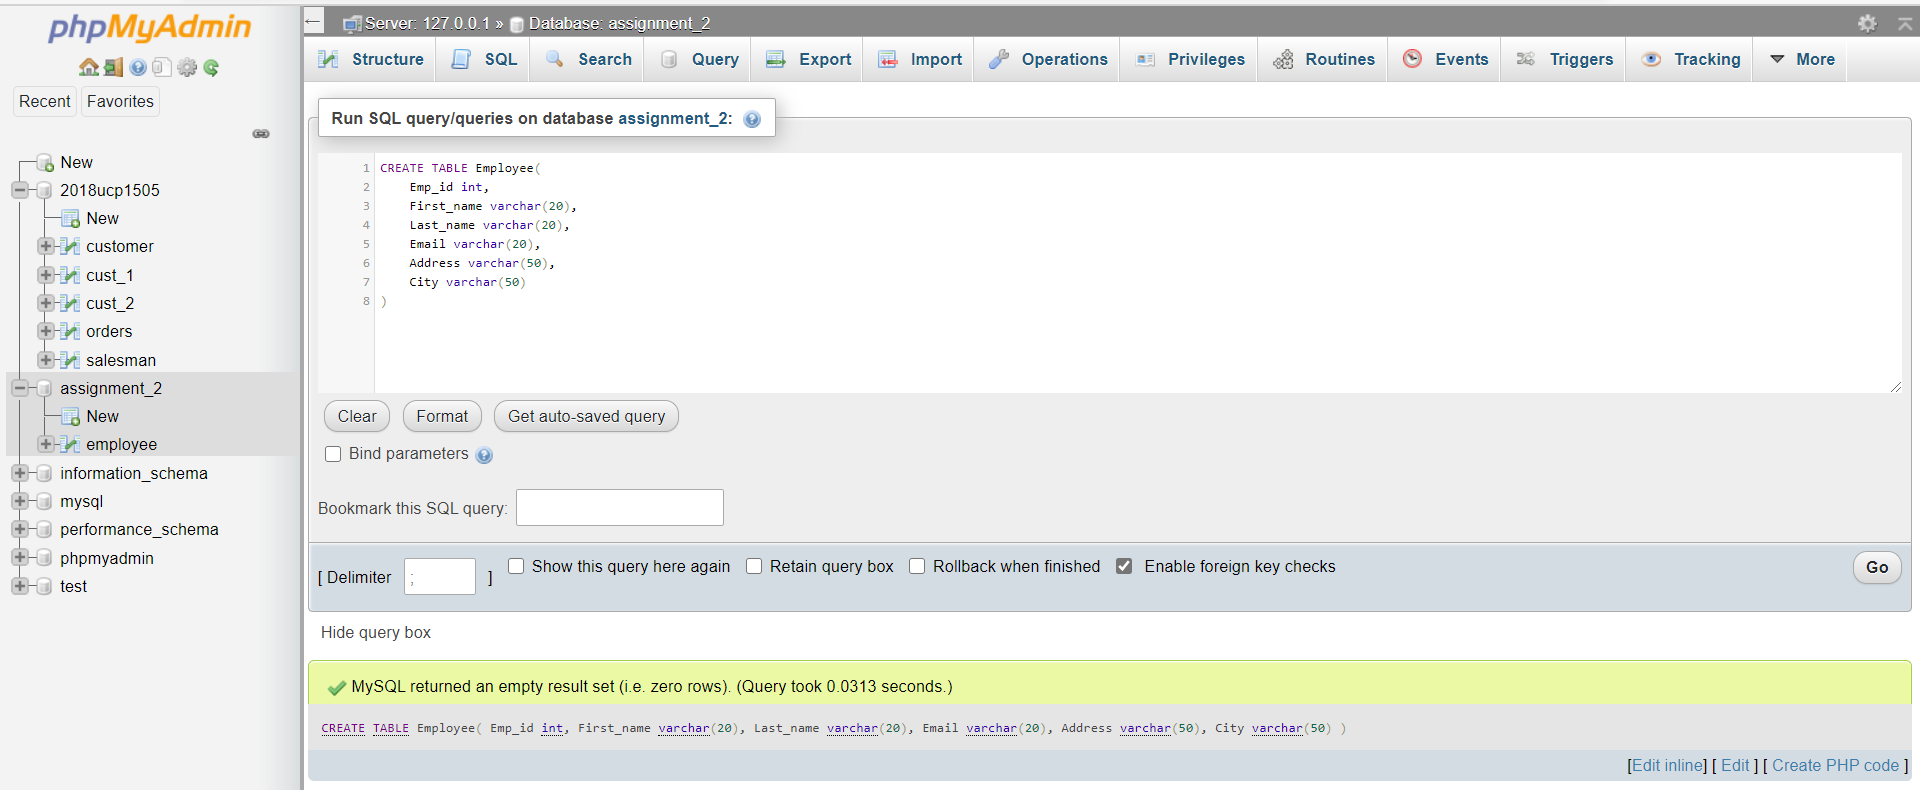 phpMyAdmin
Recent Favorites
New
2018ucp1505
New
customer
cust_1
cust_2
orders
salesman
assignment_2
New
employee
information_schema
mysql
performance_schema
phpmyadmin
test
Server: 127.0.0.1 » Database: assignment_2
Structure SQL Search Query Export Import Operations Privileges Routines Events Triggers Tracking More
Run SQL query/queries on database assignment_2:
1 CREATE TABLE Employee(
2 Emp_id int,
3 First_name varchar(20),
4 Last_name varchar(20),
5 Email varchar(20),
6 Address varchar(50),
7 City varchar(50)
8 )
Clear Format Get auto-saved query
Bind parameters
Bookmark this SQL query:
[ Delimiter ; ] Show this query here again Retain query box Rollback when finished Enable foreign key checks Go
Hide query box
MySQL returned an empty result set (i.e. zero rows). (Query took 0.0313 seconds.)
CREATE TABLE Employee( Emp_id int, First_name varchar(20), Last_name varchar(20), Email varchar(20), Address varchar(50), City varchar(50) )
[Edit inline] [ Edit ] [ Create PHP code ]